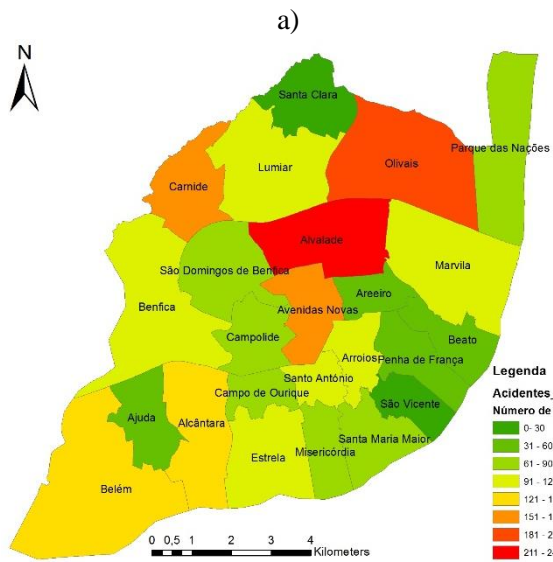 a)
N
Santa Clara
Lumiar
Olivais
Parque das Nações
Carnide
Alvalade
São Domingos de Benfica
Marvila
Benfica
Avenidas Novas
Areeiro
Campolide
Beato
Arroios
Penha de França
Santo António
Campo de Ourique
São Vicente
Ajuda
Alcântara
Santa Maria Maior
Misericórdia
Estrela
Belém
Legenda
Acidentes_
Número de
0- 30
31 - 60
61 - 90
91 - 12
121 - 1
151 - 1
181 - 2
211 - 24
0 0,5 1 2 3 4
Kilometers